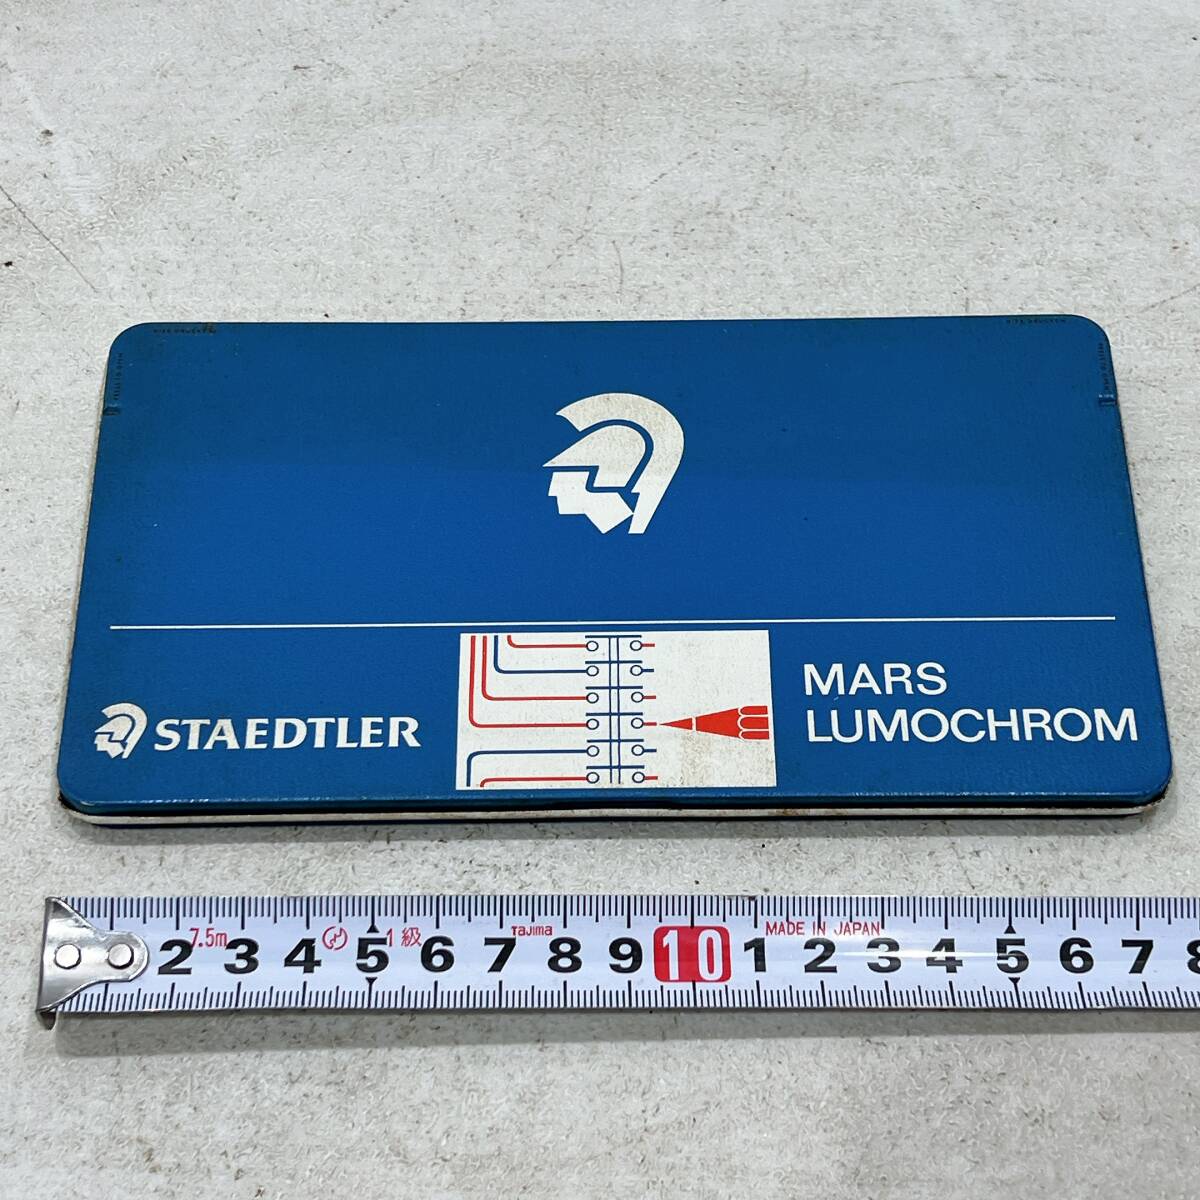 STAEDTLER
MARS
LUMOCHROM
7.5m 1級 Tajima MADE IN JAPAN
2 3 4 5 6 7 8 9 10 1 2 3 4 5 6 7 8